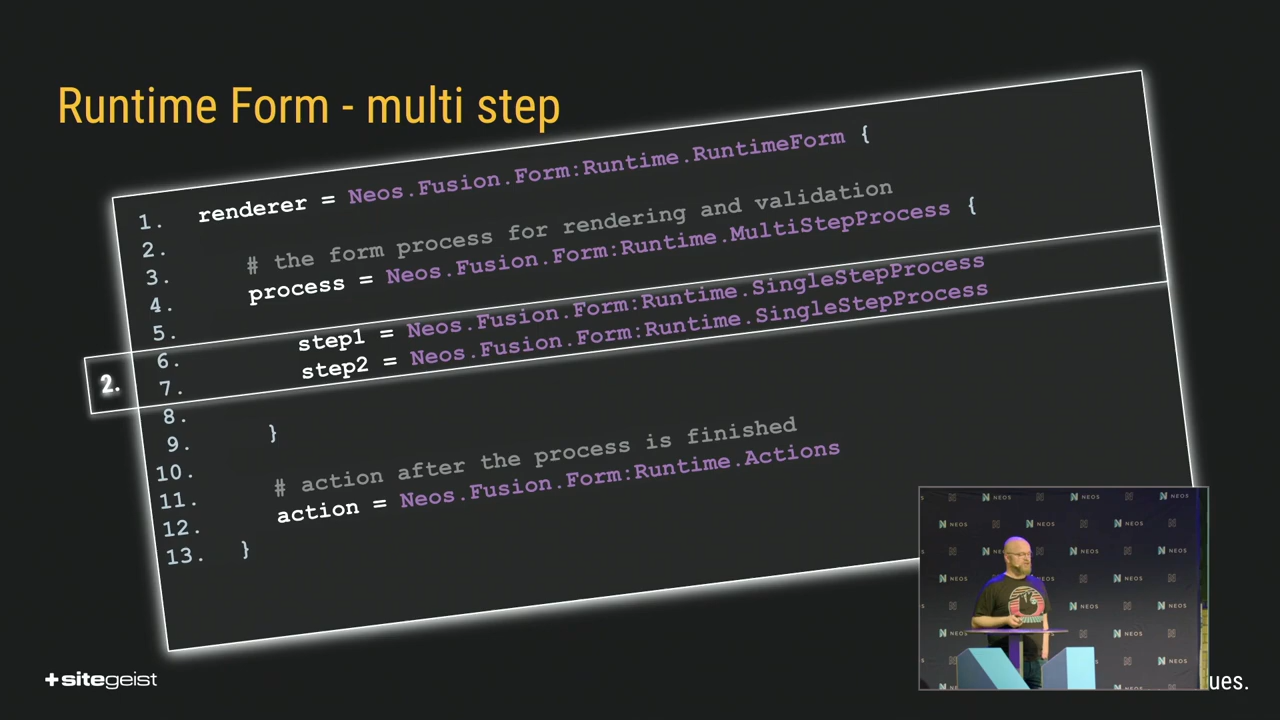 Runtime Form - multi step
1. renderer = Neos.Fusion.Form:Runtime.RuntimeForm {
2.
3. # the form process for rendering and validation
4. process = Neos.Fusion.Form:Runtime.MultiStepProcess {
5.
6. step1 = Neos.Fusion.Form:Runtime.SingleStepProcess
7. step2 = Neos.Fusion.Form:Runtime.SingleStepProcess
2.
8.
9. }
10.
11. # action after the process is finished
12. action = Neos.Fusion.Form:Runtime.Actions
13. }
NEOS
+sitegeist
ues.